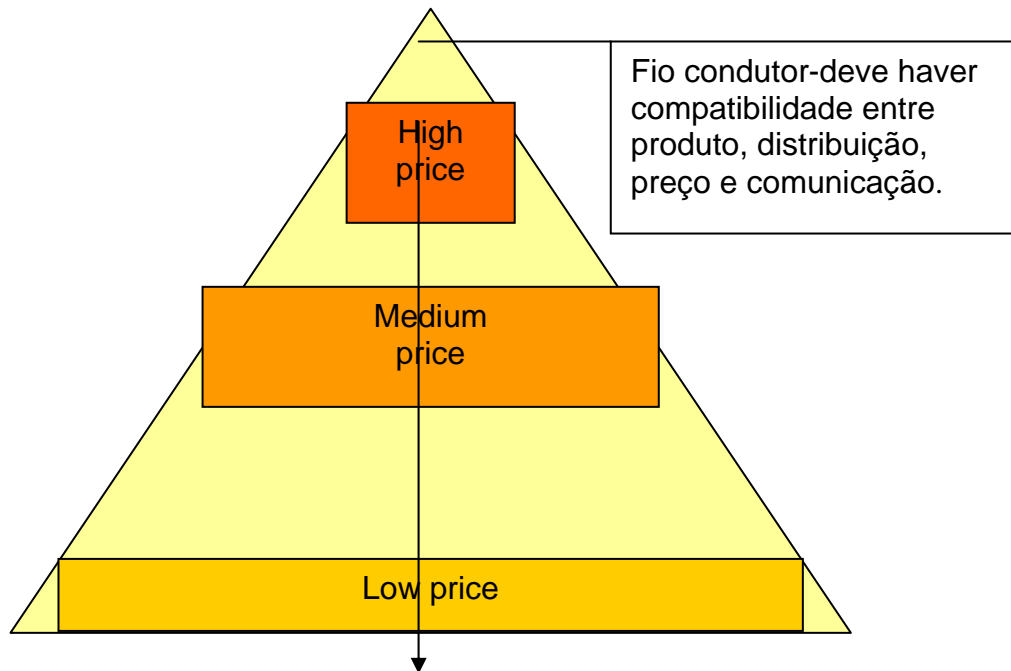 Fio condutor-deve haver
compatibilidade entre
produto, distribuição,
preço e comunicação.
High
price
Medium
price
Low price